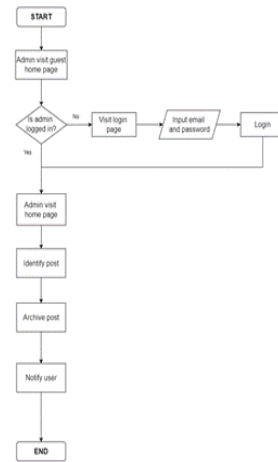 START
Admin visit guest
home page
Is admin
logged in?
No
Visit login
page
Input email
and password
Login
Yes
Admin visit
home page
Identify post
Archive post
Notify user
END